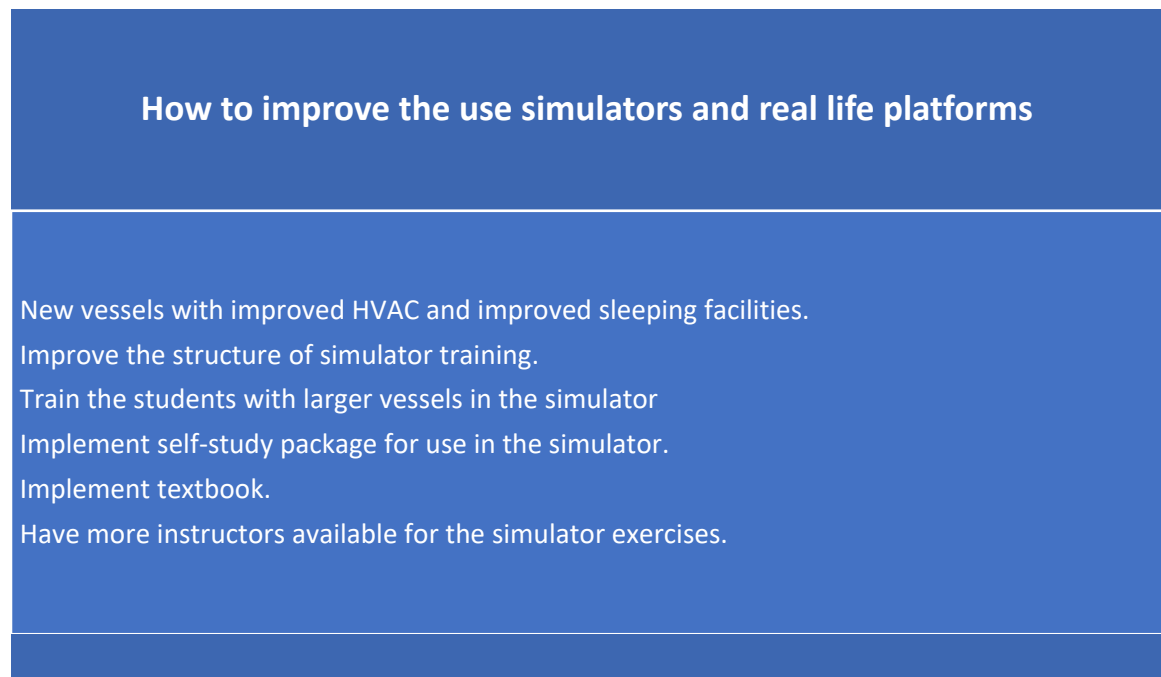 How to improve the use simulators and real life platforms
New vessels with improved HVAC and improved sleeping facilities.
Improve the structure of simulator training.
Train the students with larger vessels in the simulator
Implement self-study package for use in the simulator.
Implement textbook.
Have more instructors available for the simulator exercises.